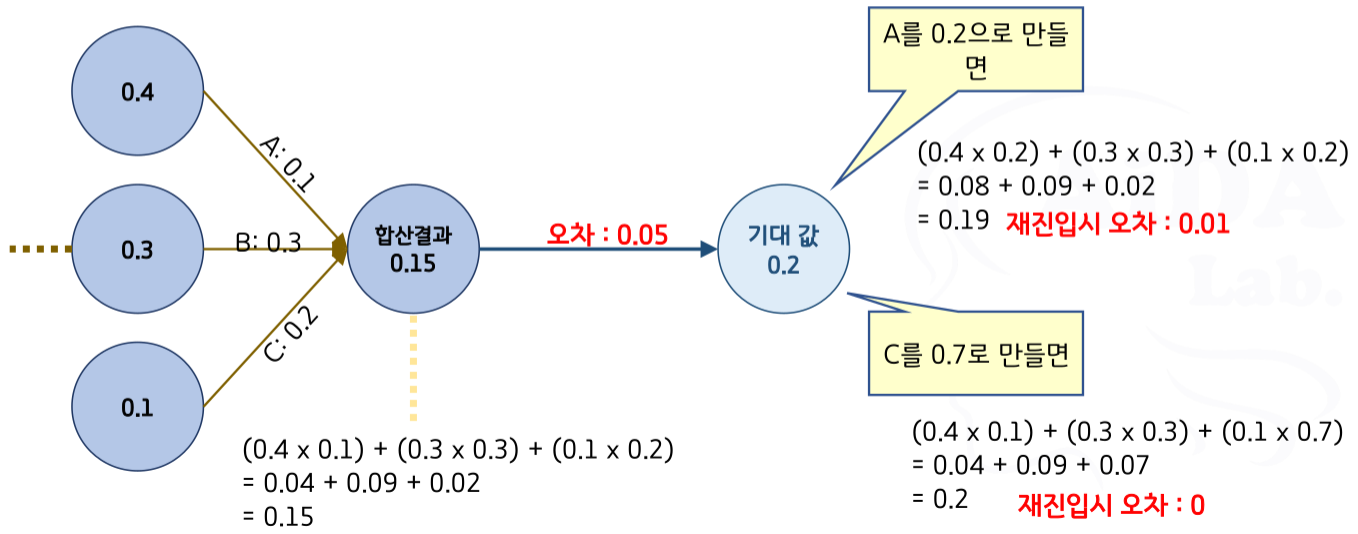 0.4
0.3
0.1
A: 0.1
B: 0.3
C: 0.2
합산결과
0.15
오차 : 0.05
기대 값
0.2
(0.4 x 0.1) + (0.3 x 0.3) + (0.1 x 0.2)
= 0.04 + 0.09 + 0.02
= 0.15
A를 0.2으로 만들
면
(0.4 x 0.2) + (0.3 x 0.3) + (0.1 x 0.2)
= 0.08 + 0.09 + 0.02
= 0.19 재진입시 오차 : 0.01
C를 0.7로 만들면
(0.4 x 0.1) + (0.3 x 0.3) + (0.1 x 0.7)
= 0.04 + 0.09 + 0.07
= 0.2 재진입시 오차 : 0
Lab.